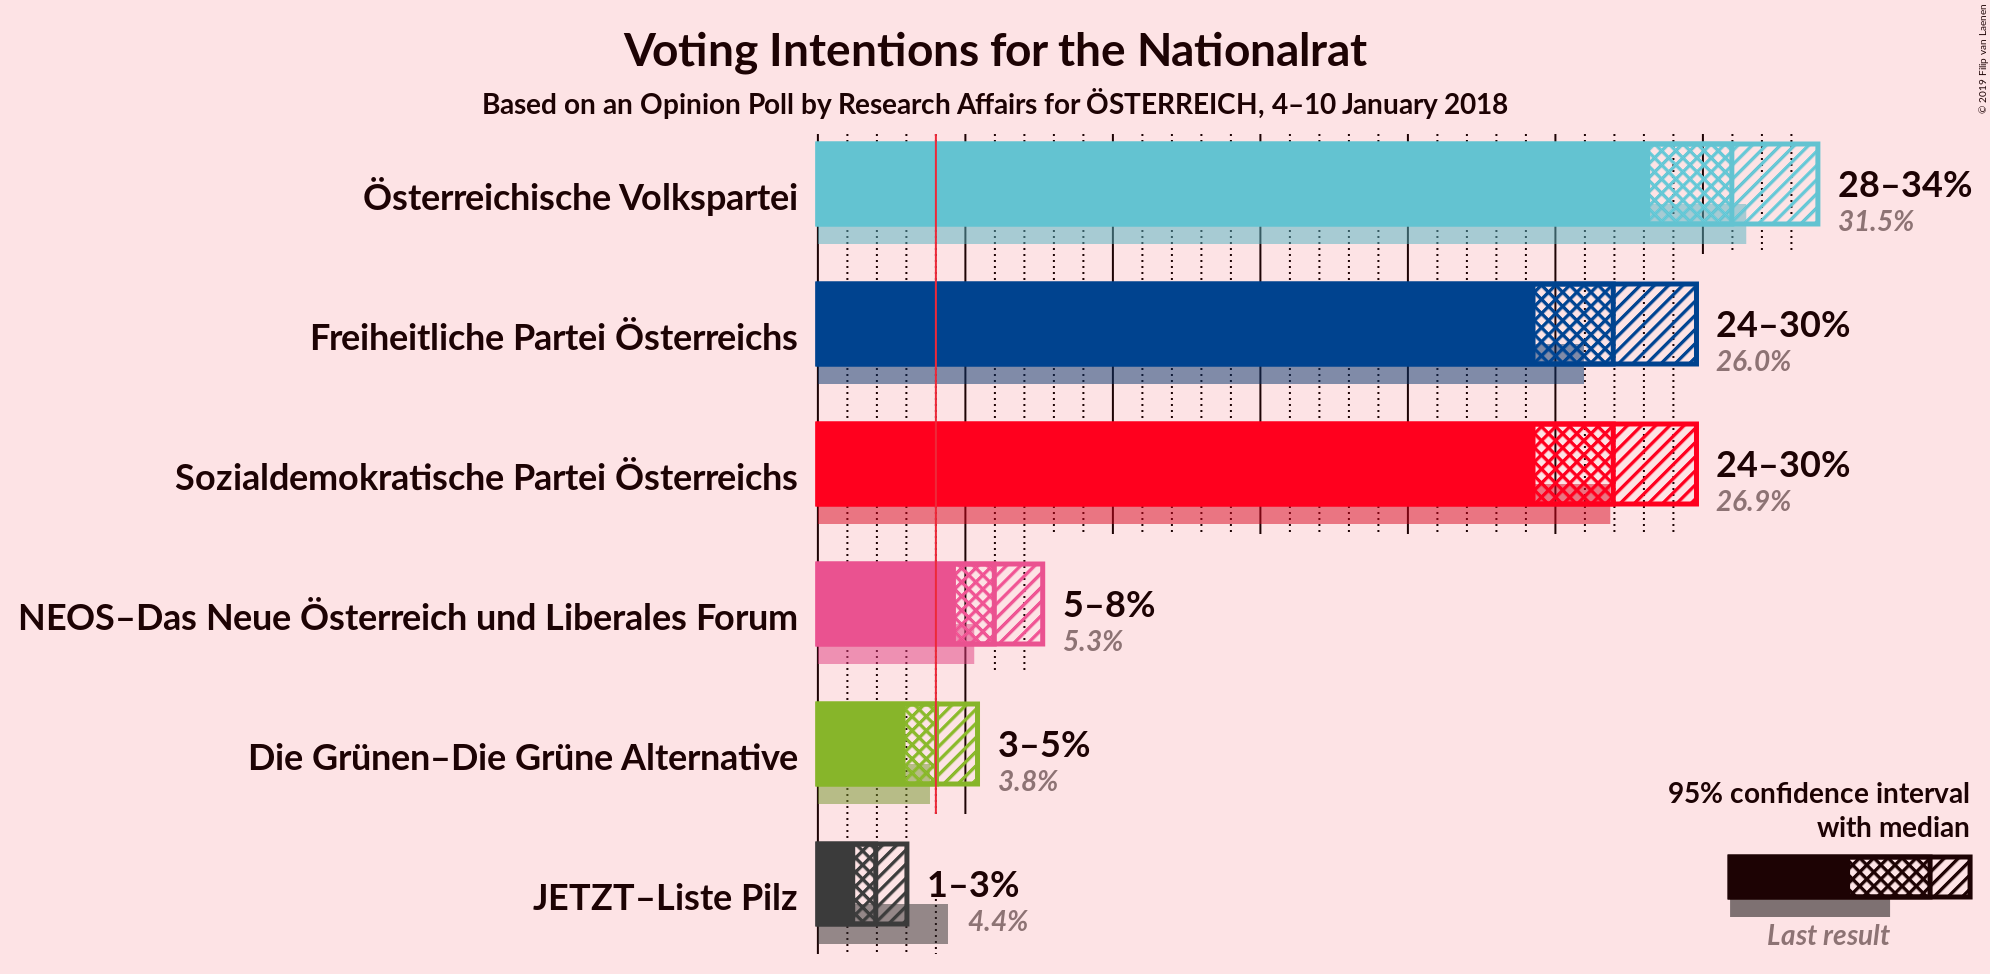 Voting Intentions for the Nationalrat
Based on an Opinion Poll by Research Affairs for ÖSTERREICH, 4–10 January 2018
© 2019 Filip van Laenen
Österreichische Volkspartei
28–34%
31.5%
Freiheitliche Partei Österreichs
24–30%
26.0%
Sozialdemokratische Partei Österreichs
24–30%
26.9%
NEOS–Das Neue Österreich und Liberales Forum
5–8%
5.3%
Die Grünen–Die Grüne Alternative
3–5%
3.8%
JETZT–Liste Pilz
1–3%
4.4%
95% confidence interval
with median
Last result